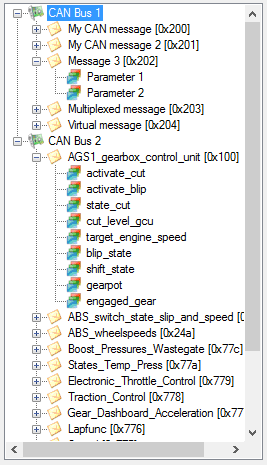 CAN Bus 1
My CAN message [0x200]
My CAN message 2 [0x201]
Message 3 [0x202]
Parameter 1
Parameter 2
Multiplexed message [0x203]
Virtual message [0x204]
CAN Bus 2
AGS1_gearbox_control_unit [0x100]
activate_cut
activate_blip
state_cut
cut_level_gcu
target_engine_speed
blip_state
shift_state
gearpot
engaged_gear
ABS_switch_state_slip_and_speed [0
ABS_wheelspeeds [0x24a]
Boost_Pressures_Wastegate [0x77c]
States_Temp_Press [0x77a]
Electronic_Throttle_Control [0x779]
Traction_Control [0x778]
Gear_Dashboard_Acceleration [0x77
Lapfunc [0x776]